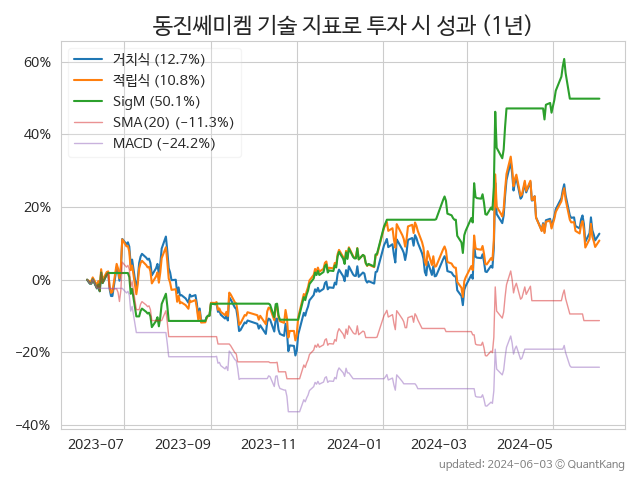 동진쎄미켐 기술 지표로 투자 시 성과 (1년)
60%
40%
20%
0%
−20%
−40%
거치식 (12.7%)
적립식 (10.8%)
SigM (50.1%)
SMA(20) (−11.3%)
MACD (−24.2%)
2023-07 2023-09 2023-11 2024-01 2024-03 2024-05
updated: 2024-06-03 © QuantKang